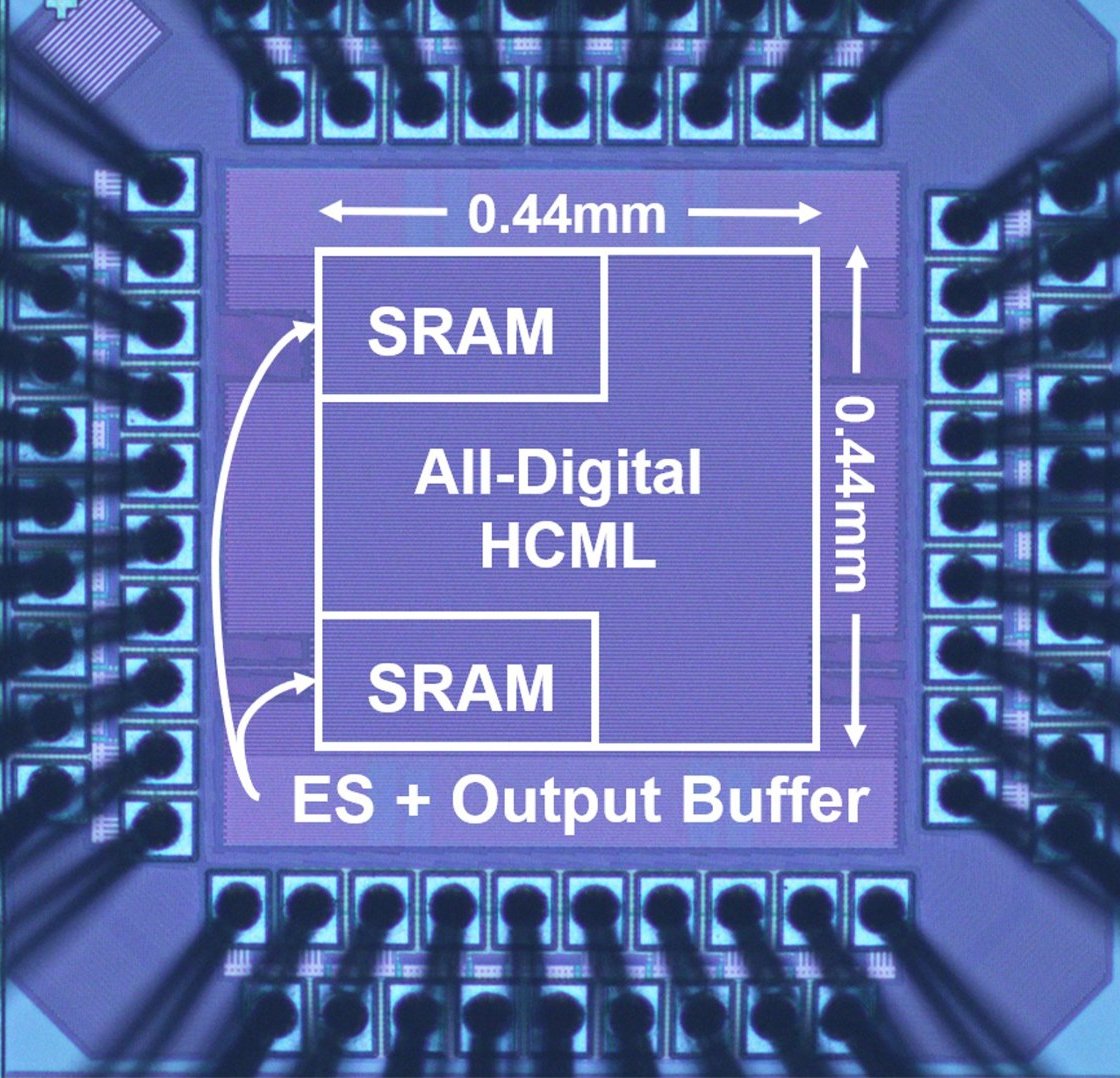 0.44mm
SRAM
0.44mm
All-Digital
HCML
SRAM
ES + Output Buffer